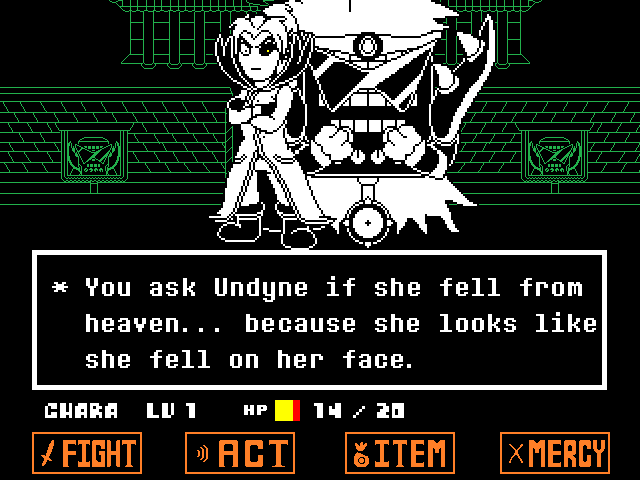 * You ask Undyne if she fell from
heaven... because she looks like
she fell on her face.
CHARA LV 1 HP 14 / 20
FIGHT ACT ITEM MERCY